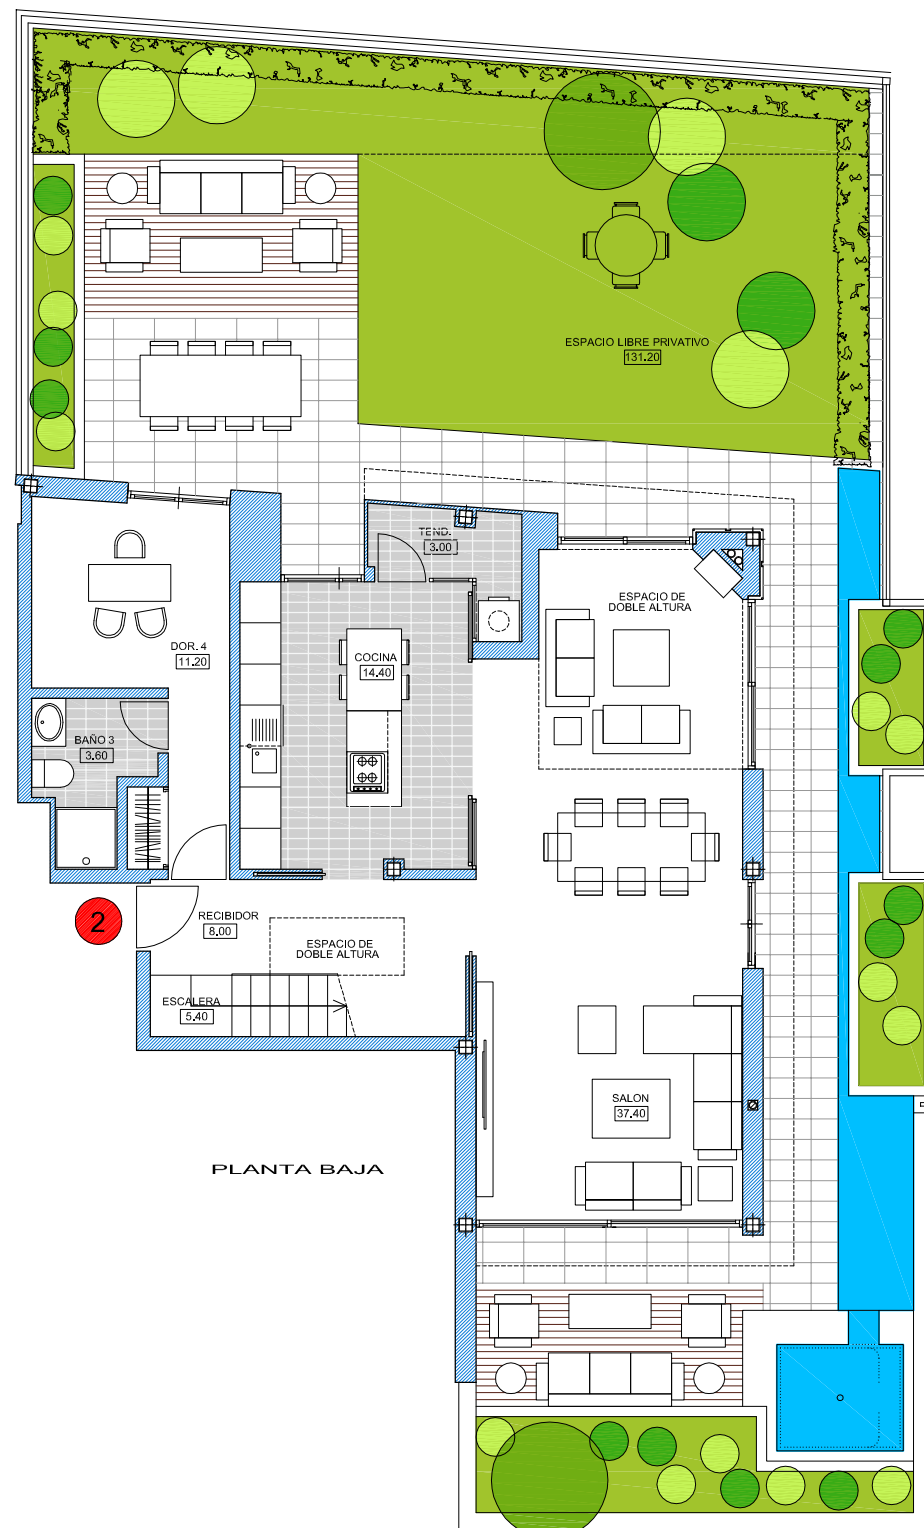 ESPACIO LIBRE PRIVATIVO
131.20
TEND.
3.00
ESPACIO DE
DOBLE ALTURA
DOR. 4
11.20
COCINA
14.40
BAÑO 3
3.60
2
RECIBIDOR
8.00
ESPACIO DE
DOBLE ALTURA
ESCALERA
5.40
SALON
37.40
PLANTA BAJA